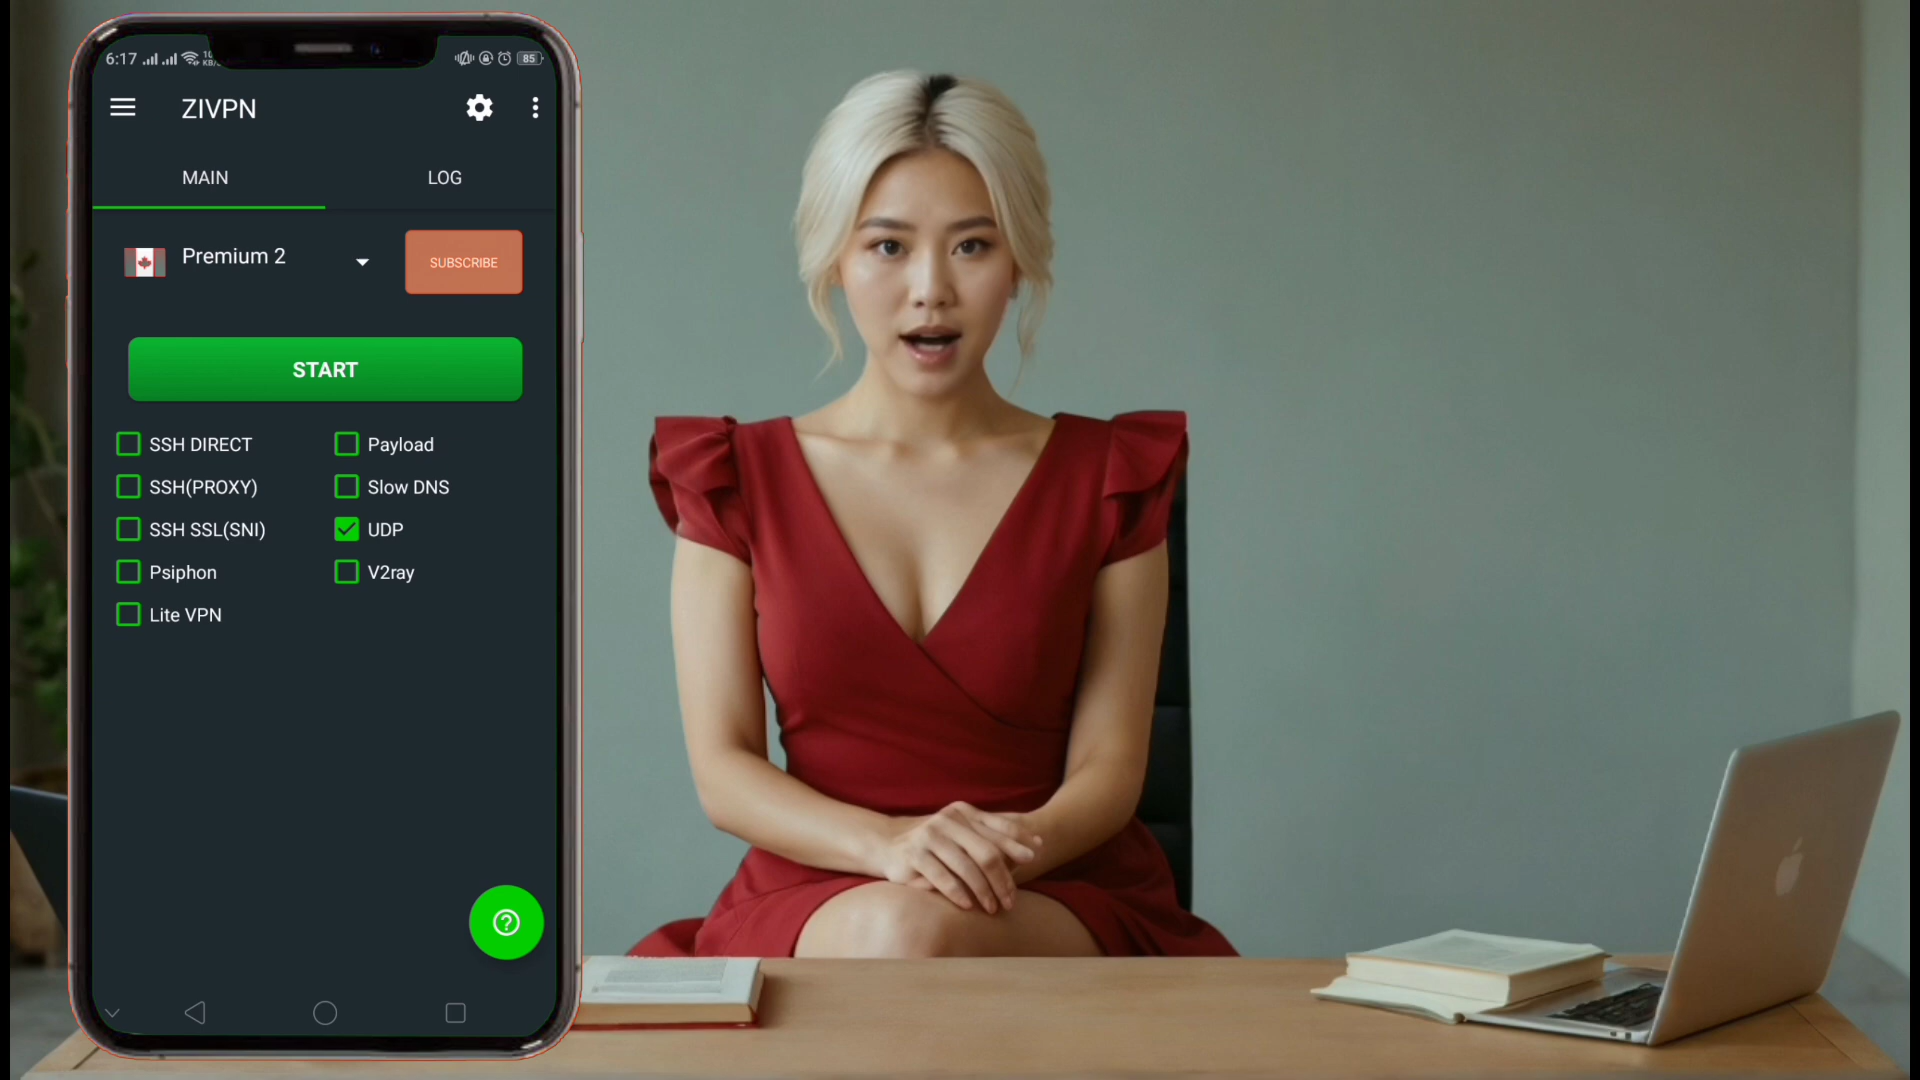 6:17
85
ZIVPN
MAIN
LOG
Premium 2
SUBSCRIBE
START
SSH DIRECT
Payload
SSH(PROXY)
Slow DNS
SSH SSL(SNI)
UDP
Psiphon
V2ray
Lite VPN